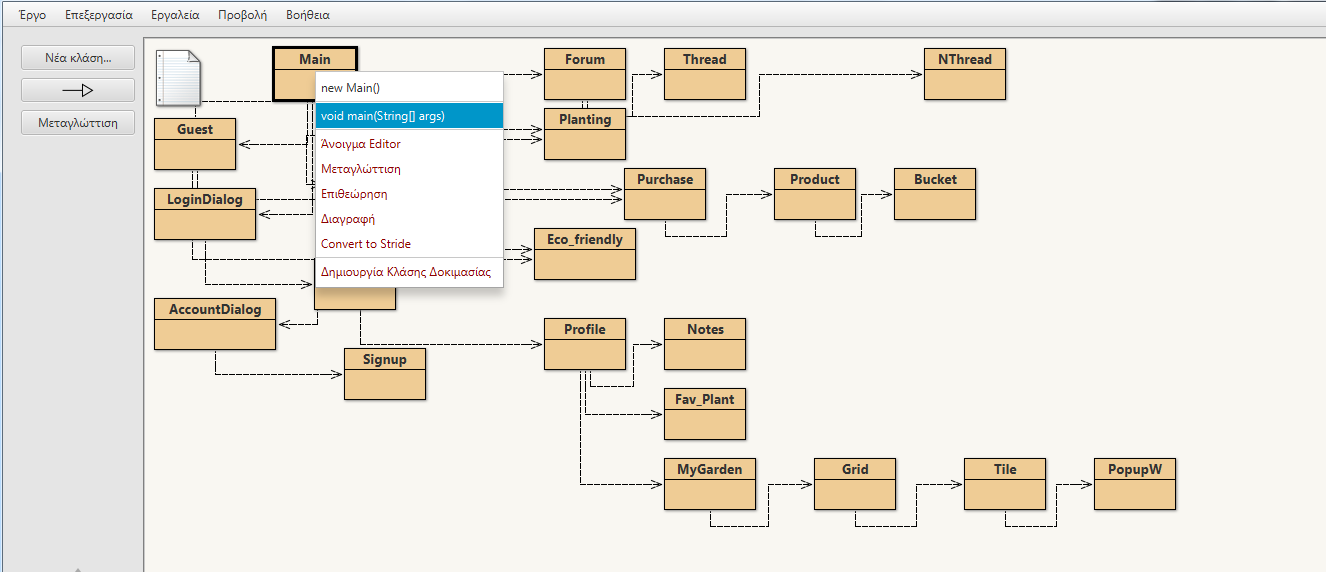 Έργο Επεξεργασία Εργαλεία Προβολή Βοήθεια
Νέα κλάση...
Μεταγλώττιση
Main
Forum
Thread
NThread
new Main()
void main(String[] args)
Άνοιγμα Editor
Μεταγλώττιση
Επιθεώρηση
Διαγραφή
Convert to Stride
Δημιουργία Κλάσης Δοκιμασίας
Planting
Guest
Purchase
Product
Bucket
LoginDialog
Eco_friendly
AccountDialog
Profile
Notes
Signup
Fav_Plant
MyGarden
Grid
Tile
PopupW